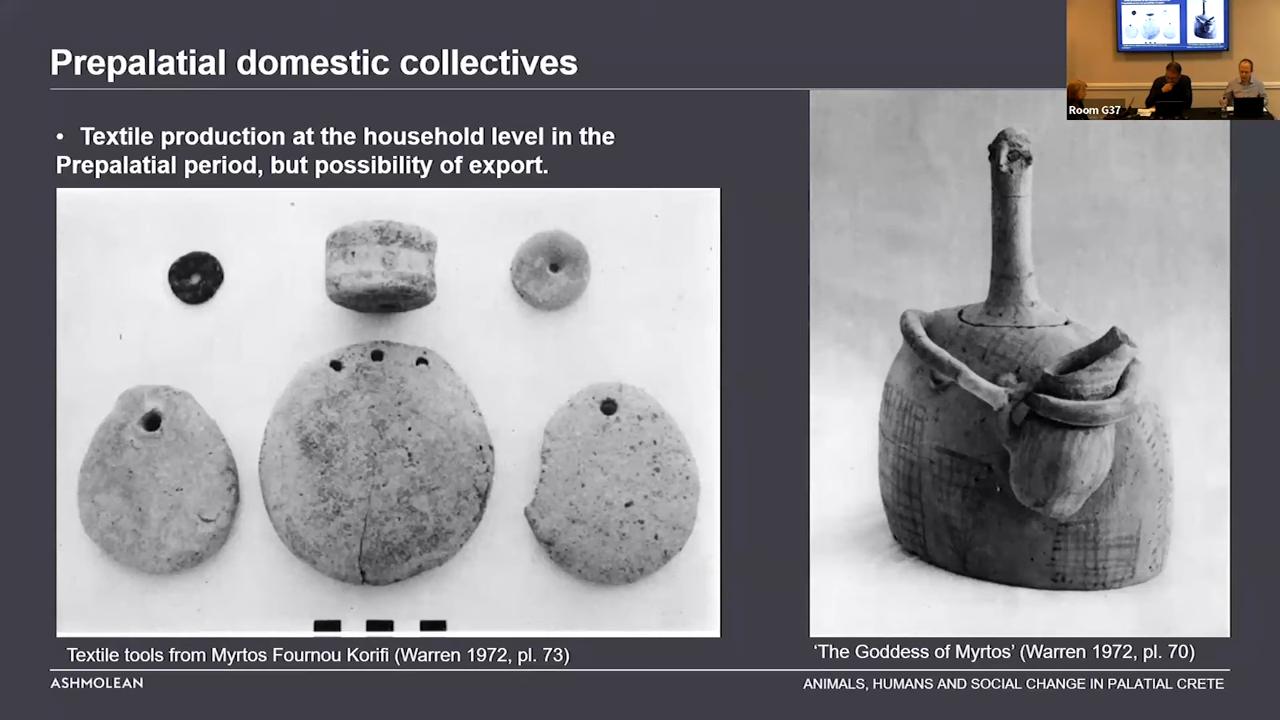 Prepalatial domestic collectives
Room G37
• Textile production at the household level in the
Prepalatial period, but possibility of export.
Textile tools from Myrtos Fournou Korifi (Warren 1972, pl. 73)
‘The Goddess of Myrtos’ (Warren 1972, pl. 70)
ASHMOLEAN
ANIMALS, HUMANS AND SOCIAL CHANGE IN PALATIAL CRETE